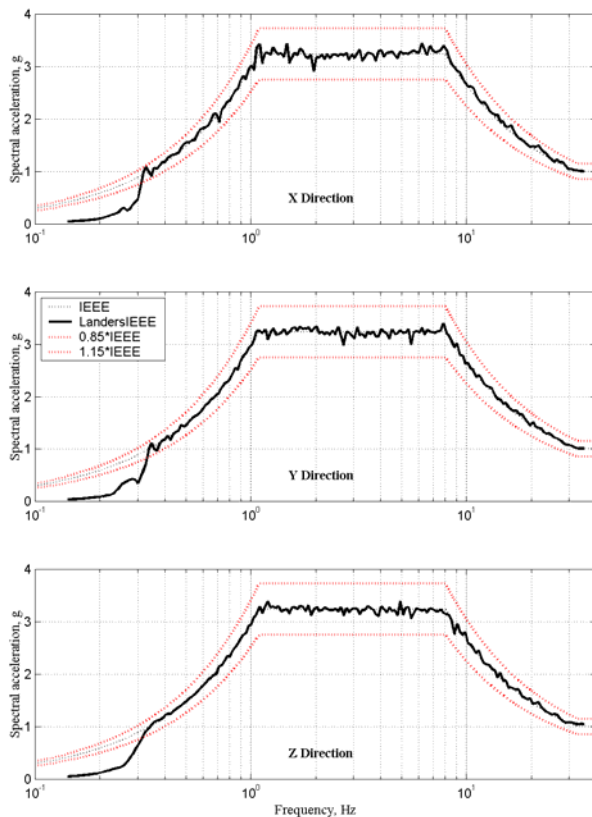 4
3
2
1
0
Spectral acceleration, g
X Direction
10^-1
10^0
10^1
4
3
2
1
0
Spectral acceleration, g
IEEE
LandersIEEE
0.85*IEEE
1.15*IEEE
Y Direction
10^-1
10^0
10^1
4
3
2
1
0
Spectral acceleration, g
Z Direction
10^-1
10^0
10^1
Frequency, Hz